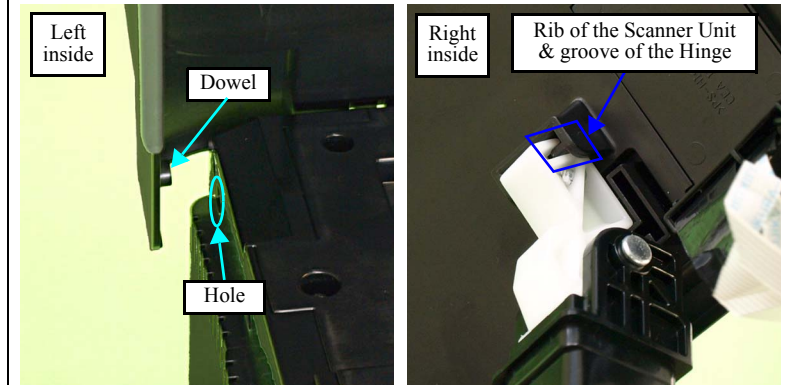 Left
inside
Dowel
Hole
Right
inside
Rib of the Scanner Unit
& groove of the Hinge